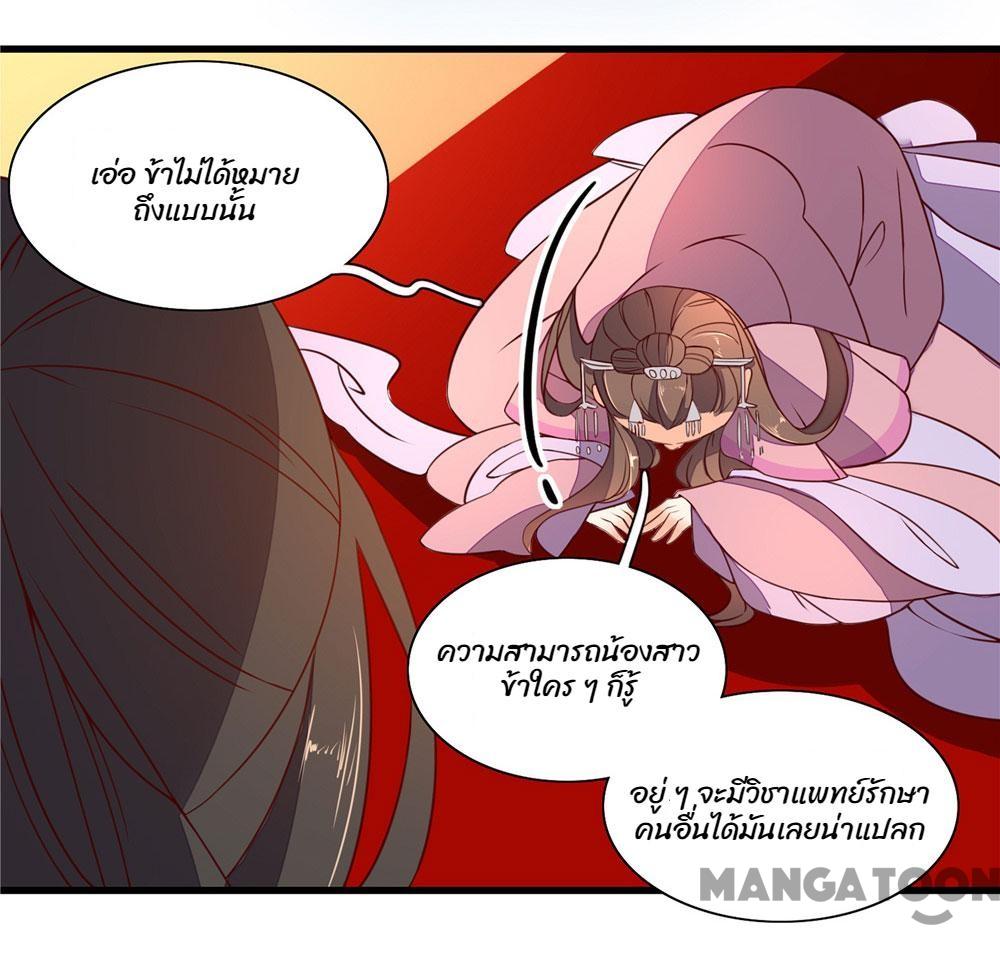 เอ่อ ข้าไม่ได้หมาย
ถึงแบบนั้น
ความสามารถน้องสาว
ข้าใคร ๆ ก็รู้
อยู่ ๆ จะมีวิชาแพทย์รักษา
คนอื่นได้มันเลยน่าแปลก
MANGATOON